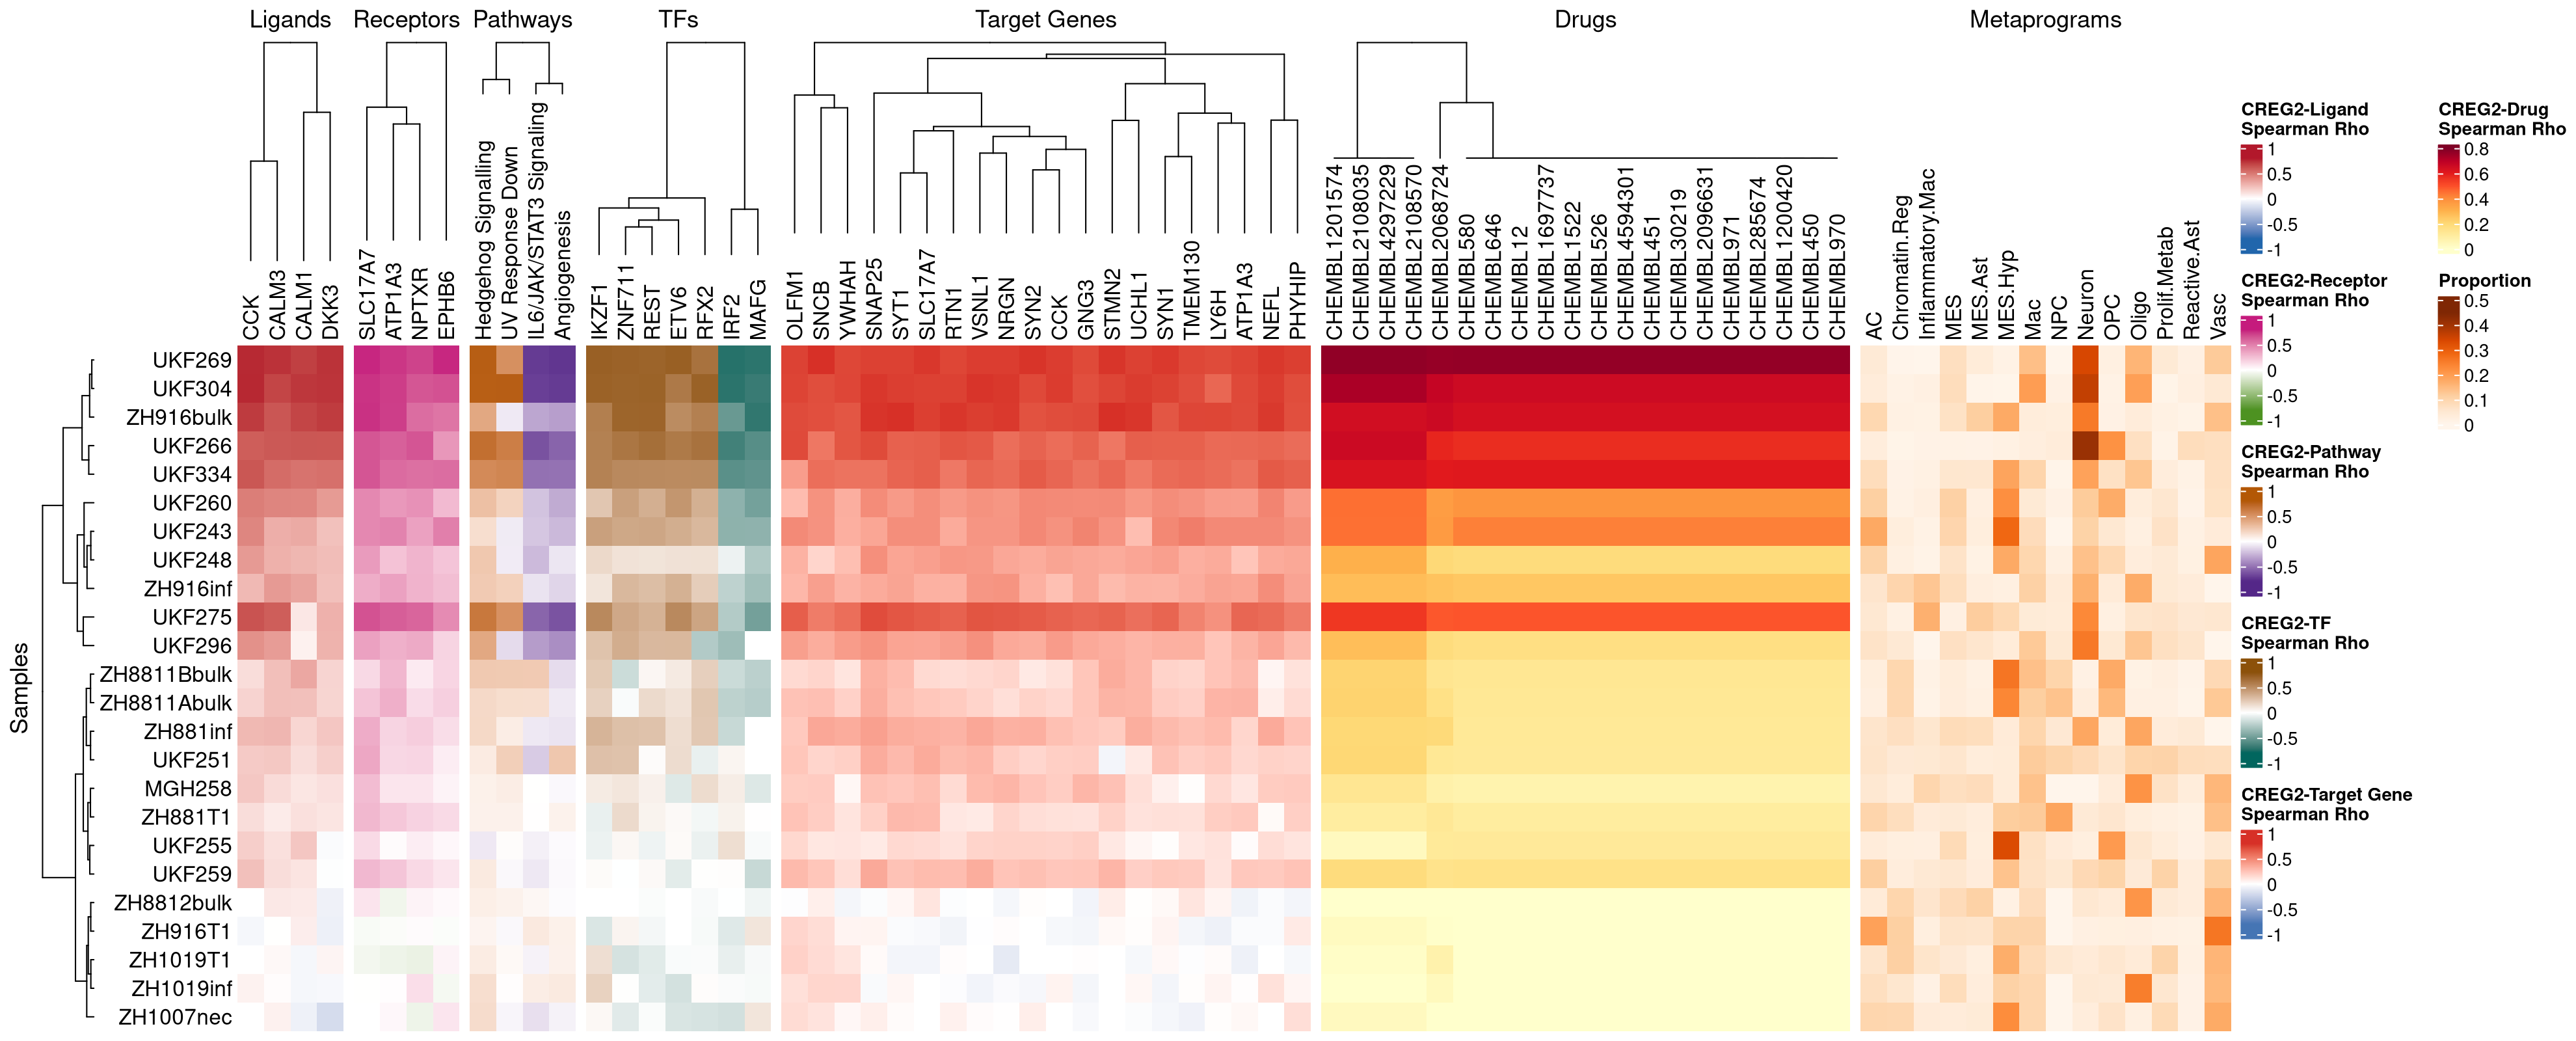 Ligands
Receptors
Pathways
TFs
Target Genes
Drugs
Metaprograms
CCK
CALM3
CALM1
DKK3
SLC17A7
ATP1A3
NPTXR
EPHB6
Hedgehog Signalling
UV Response Down
IL6/JAK/STAT3 Signaling
Angiogenesis
IKZF1
ZNF711
REST
ETV6
RFX2
IRF2
MAFG
OLFM1
SNCB
YWHAH
SNAP25
SYT1
SLC17A7
RTN1
VSNL1
NRGN
SYN2
CCK
GNG3
STMN2
UCHL1
SYN1
TMEM130
LY6H
ATP1A3
NEFL
PHYHIP
CHEMBL1201574
CHEMBL2108035
CHEMBL4297229
CHEMBL2108570
CHEMBL2068724
CHEMBL580
CHEMBL646
CHEMBL12
CHEMBL1697737
CHEMBL1522
CHEMBL526
CHEMBL4594301
CHEMBL451
CHEMBL30219
CHEMBL2096631
CHEMBL971
CHEMBL285674
CHEMBL1200420
CHEMBL450
CHEMBL970
AC
Chromatin.Reg
Inflammatory.Mac
MES
MES.Ast
MES.Hyp
Mac
NPC
Neuron
OPC
Oligo
Prolif.Metab
Reactive.Ast
Vasc
Samples
UKF269
UKF304
ZH916bulk
UKF266
UKF334
UKF260
UKF243
UKF248
ZH916inf
UKF275
UKF296
ZH8811Bbulk
ZH8811Abulk
ZH881inf
UKF251
MGH258
ZH881T1
UKF255
UKF259
ZH8812bulk
ZH916T1
ZH1019T1
ZH1019inf
ZH1007nec
CREG2-Ligand
Spearman Rho
1
0.5
0
-0.5
-1
CREG2-Receptor
Spearman Rho
1
0.5
0
-0.5
-1
CREG2-Pathway
Spearman Rho
1
0.5
0
-0.5
-1
CREG2-TF
Spearman Rho
1
0.5
0
-0.5
-1
CREG2-Target Gene
Spearman Rho
1
0.5
0
-0.5
-1
CREG2-Drug
Spearman Rho
0.8
0.6
0.4
0.2
0
Proportion
0.5
0.4
0.3
0.2
0.1
0